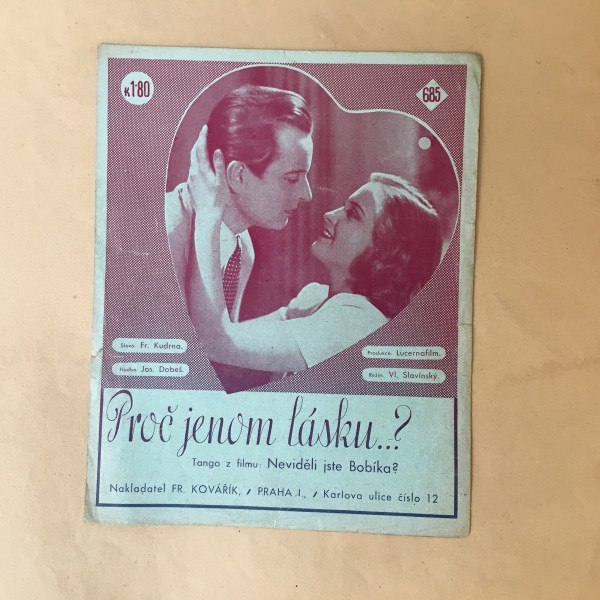 K 1·80
685
Slova: Fr. Kudrna.
Hudba: Jos. Dobeš.
Produkce: Lucernafilm.
Režie: Vl. Slavínský.
Proč jenom lásku...?
Tango z filmu: Neviděli jste Bobíka?
Nakladatel FR. KOVÁŘÍK, / PRAHA I., / Karlova ulice číslo 12